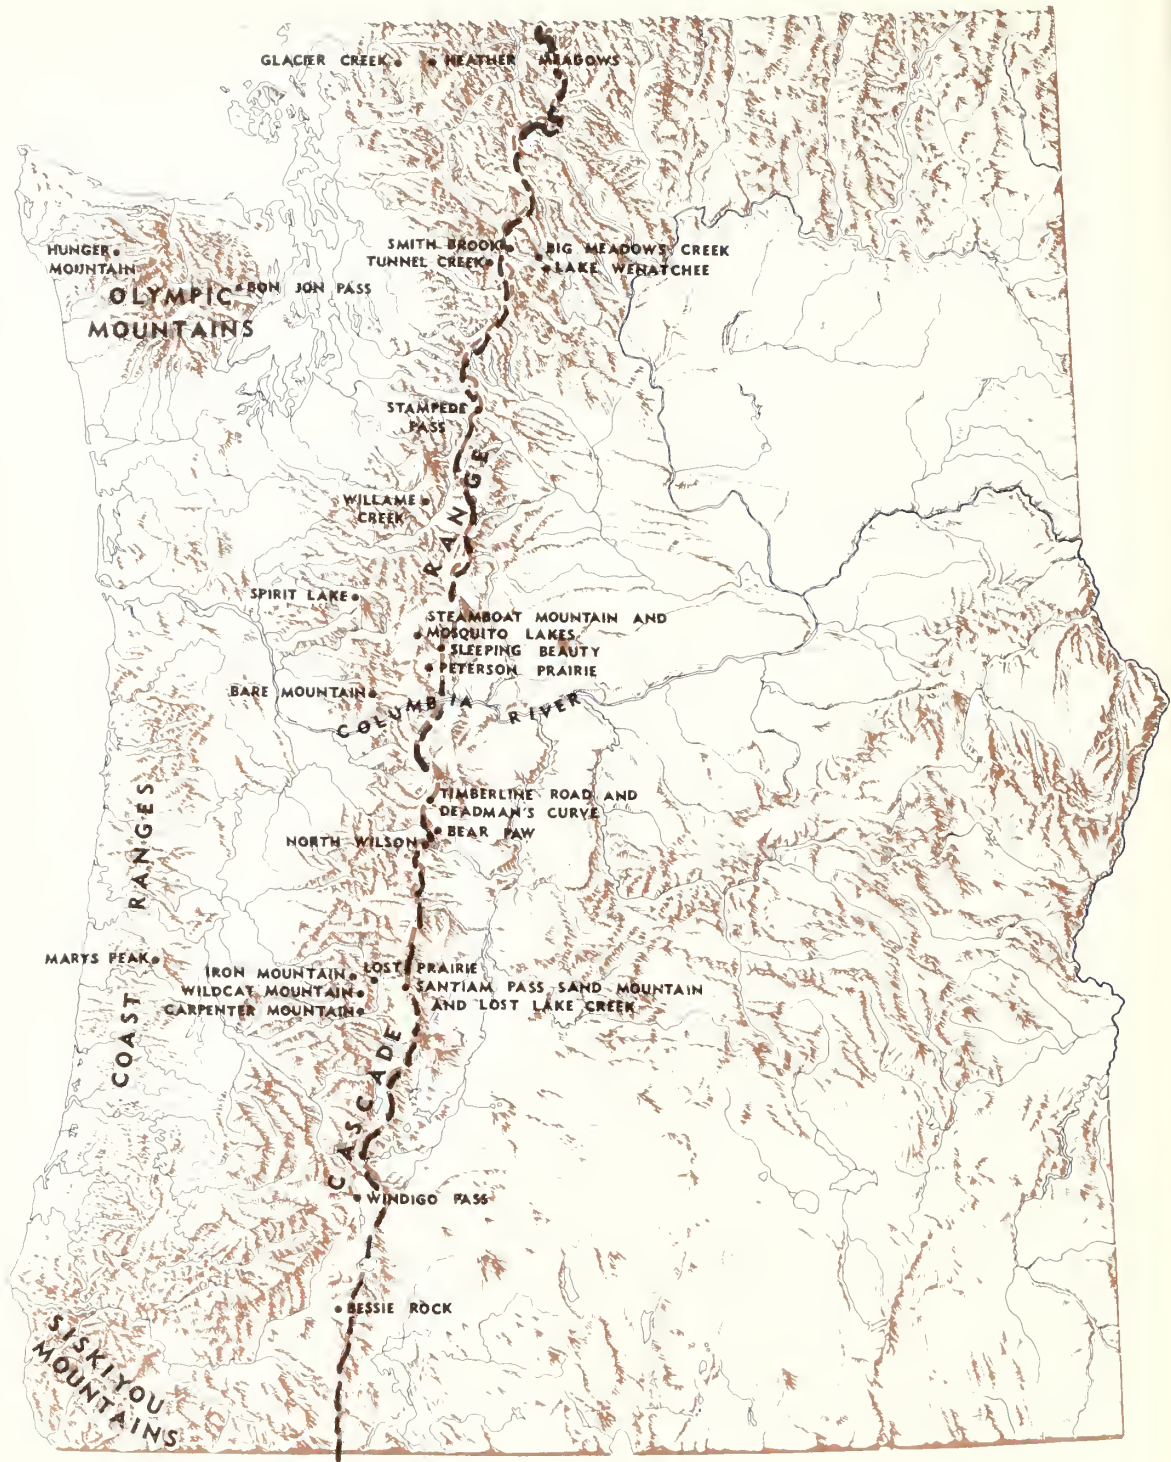 GLACIER CREEK
HEATHER MEADOWS
SMITH BROOK
TUNNEL CREEK
BIG MEADOWS CREEK
LAKE WENATCHEE
HUNGER
MOUNTAIN
BON JON PASS
OLYMPIC
MOUNTAINS
STAMPEDE
PASS
WILLAME
CREEK
SPIRIT LAKE
STEAMBOAT MOUNTAIN AND
MOSQUITO LAKES
SLEEPING BEAUTY
PETERSON PRAIRIE
BARE MOUNTAIN
COLUMBIA RIVER
TIMBERLINE ROAD AND
DEADMAN'S CURVE
BEAR PAW
NORTH WILSON
COAST RANGES
MARYS PEAK
IRON MOUNTAIN
LOST PRAIRIE
WILDCAT MOUNTAIN
CARPENTER MOUNTAIN
SANTIAM PASS SAND MOUNTAIN
AND LOST LAKE CREEK
CASCADE RANGE
WINDIGO PASS
BESSIE ROCK
SISKIYOU
MOUNTAINS